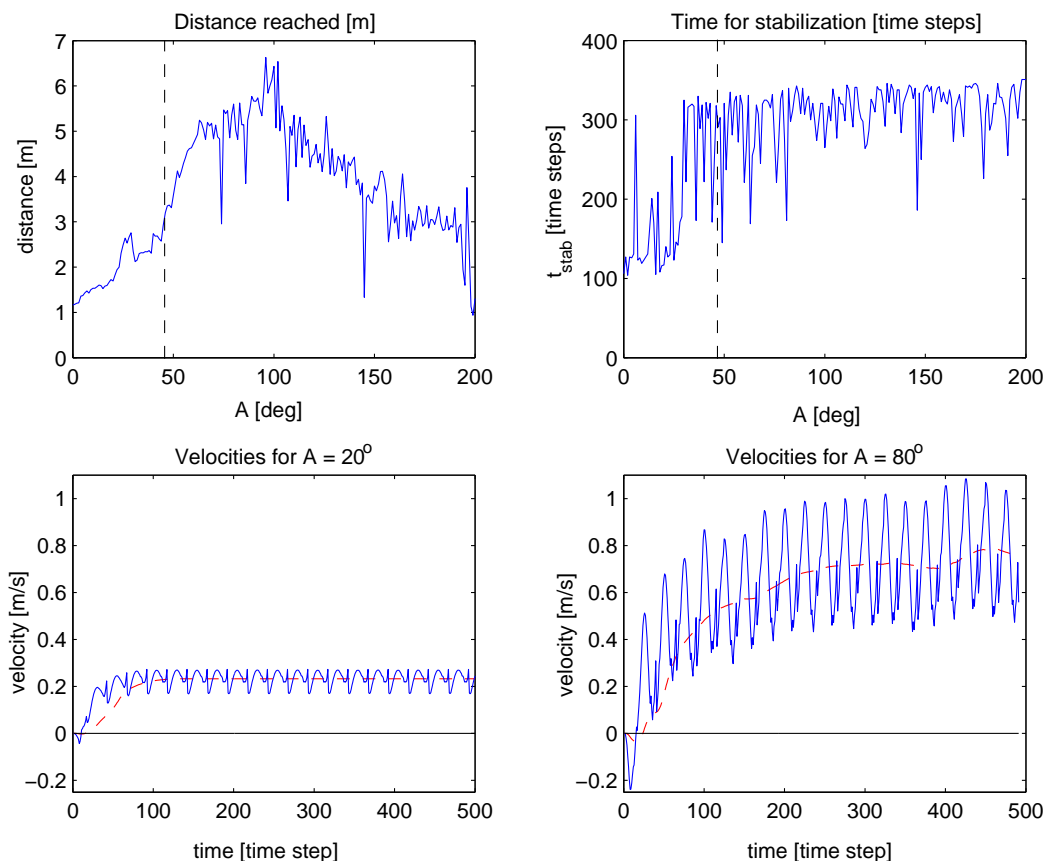 Distance reached [m]
7
6
5
4
3
2
1
0
distance [m]
0 50 100 150 200
A [deg]
Time for stabilization [time steps]
400
300
200
100
0
t_stab [time steps]
0 50 100 150 200
A [deg]
Velocities for A = 20°
1
0.8
0.6
0.4
0.2
0
−0.2
velocity [m/s]
0 100 200 300 400 500
time [time step]
Velocities for A = 80°
1
0.8
0.6
0.4
0.2
0
−0.2
velocity [m/s]
0 100 200 300 400 500
time [time step]